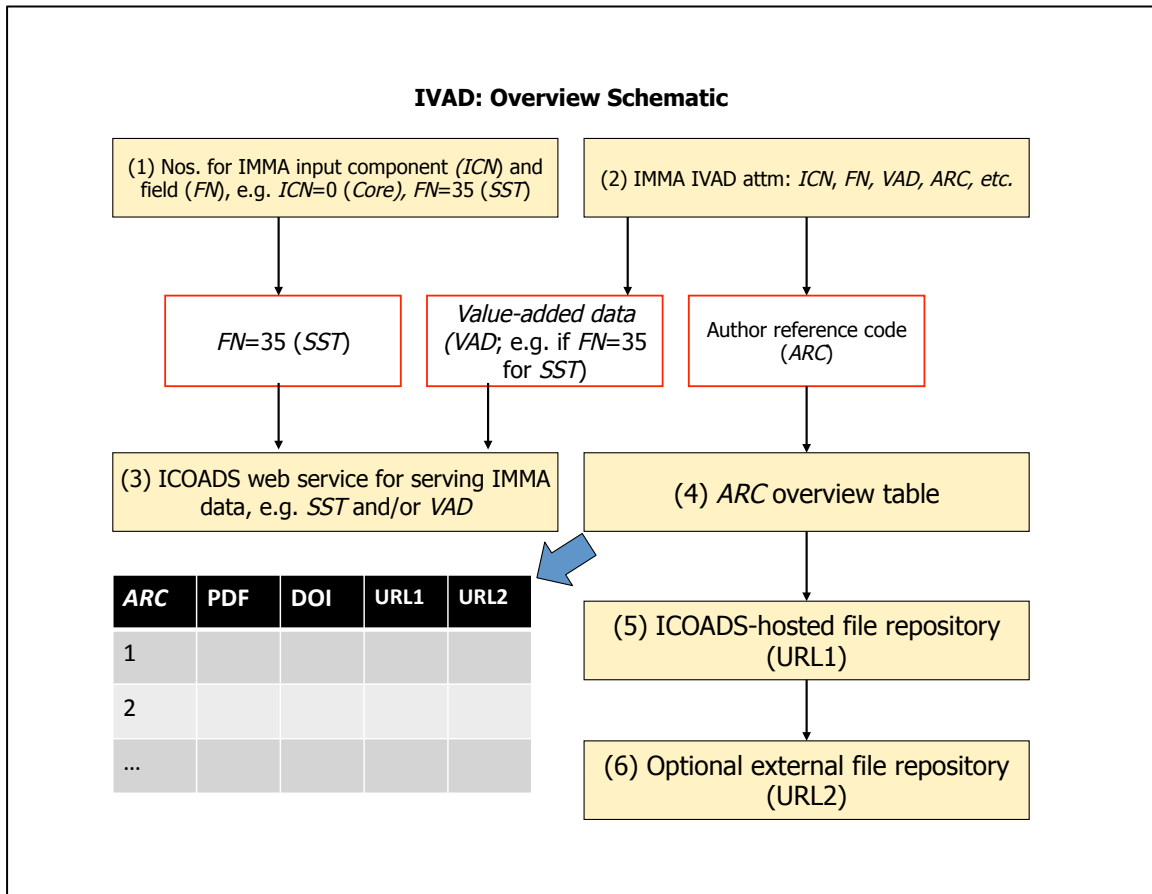 IVAD: Overview Schematic
(1) Nos. for IMMA input component (ICN) and
field (FN), e.g. ICN=0 (Core), FN=35 (SST)
(2) IMMA IVAD attm: ICN, FN, VAD, ARC, etc.
FN=35 (SST)
Value-added data
(VAD; e.g. if FN=35
for SST)
Author reference code
(ARC)
(3) ICOADS web service for serving IMMA
data, e.g. SST and/or VAD
(4) ARC overview table
ARC PDF DOI URL1 URL2
1
2
...
(5) ICOADS-hosted file repository
(URL1)
(6) Optional external file repository
(URL2)